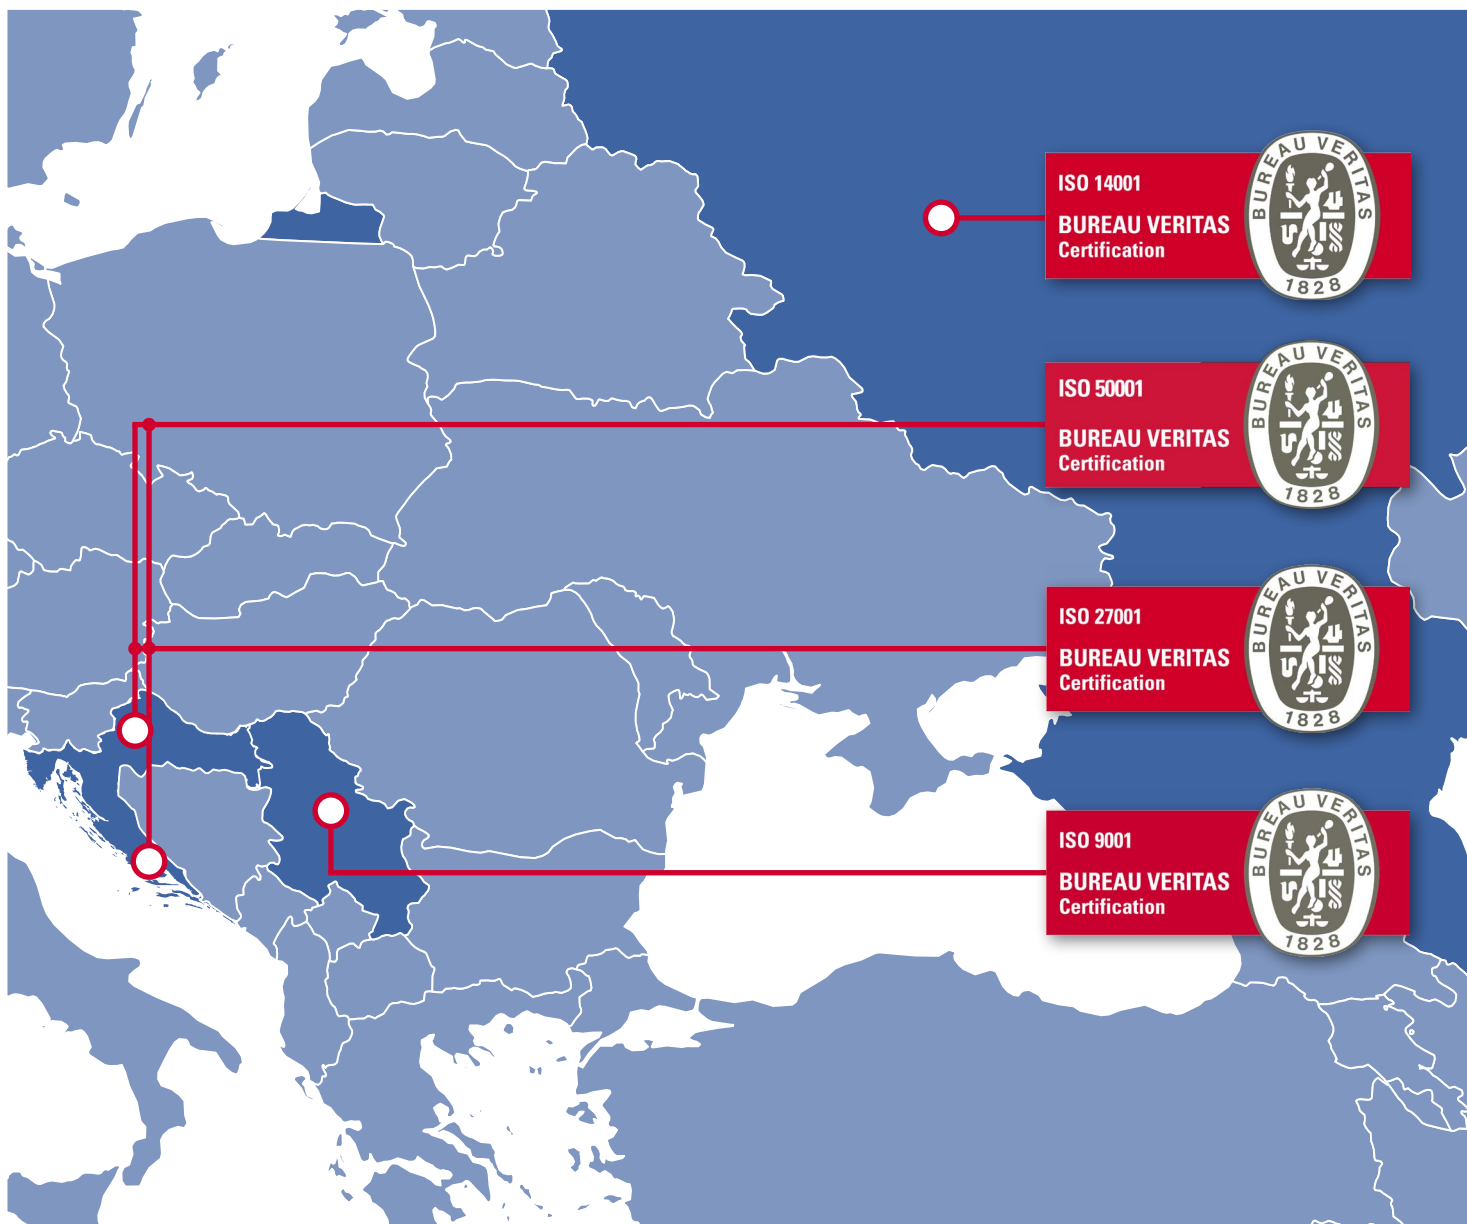 ISO 14001
BUREAU VERITAS
Certification
BUREAU VERITAS
1828
ISO 50001
BUREAU VERITAS
Certification
BUREAU VERITAS
1828
ISO 27001
BUREAU VERITAS
Certification
BUREAU VERITAS
1828
ISO 9001
BUREAU VERITAS
Certification
BUREAU VERITAS
1828